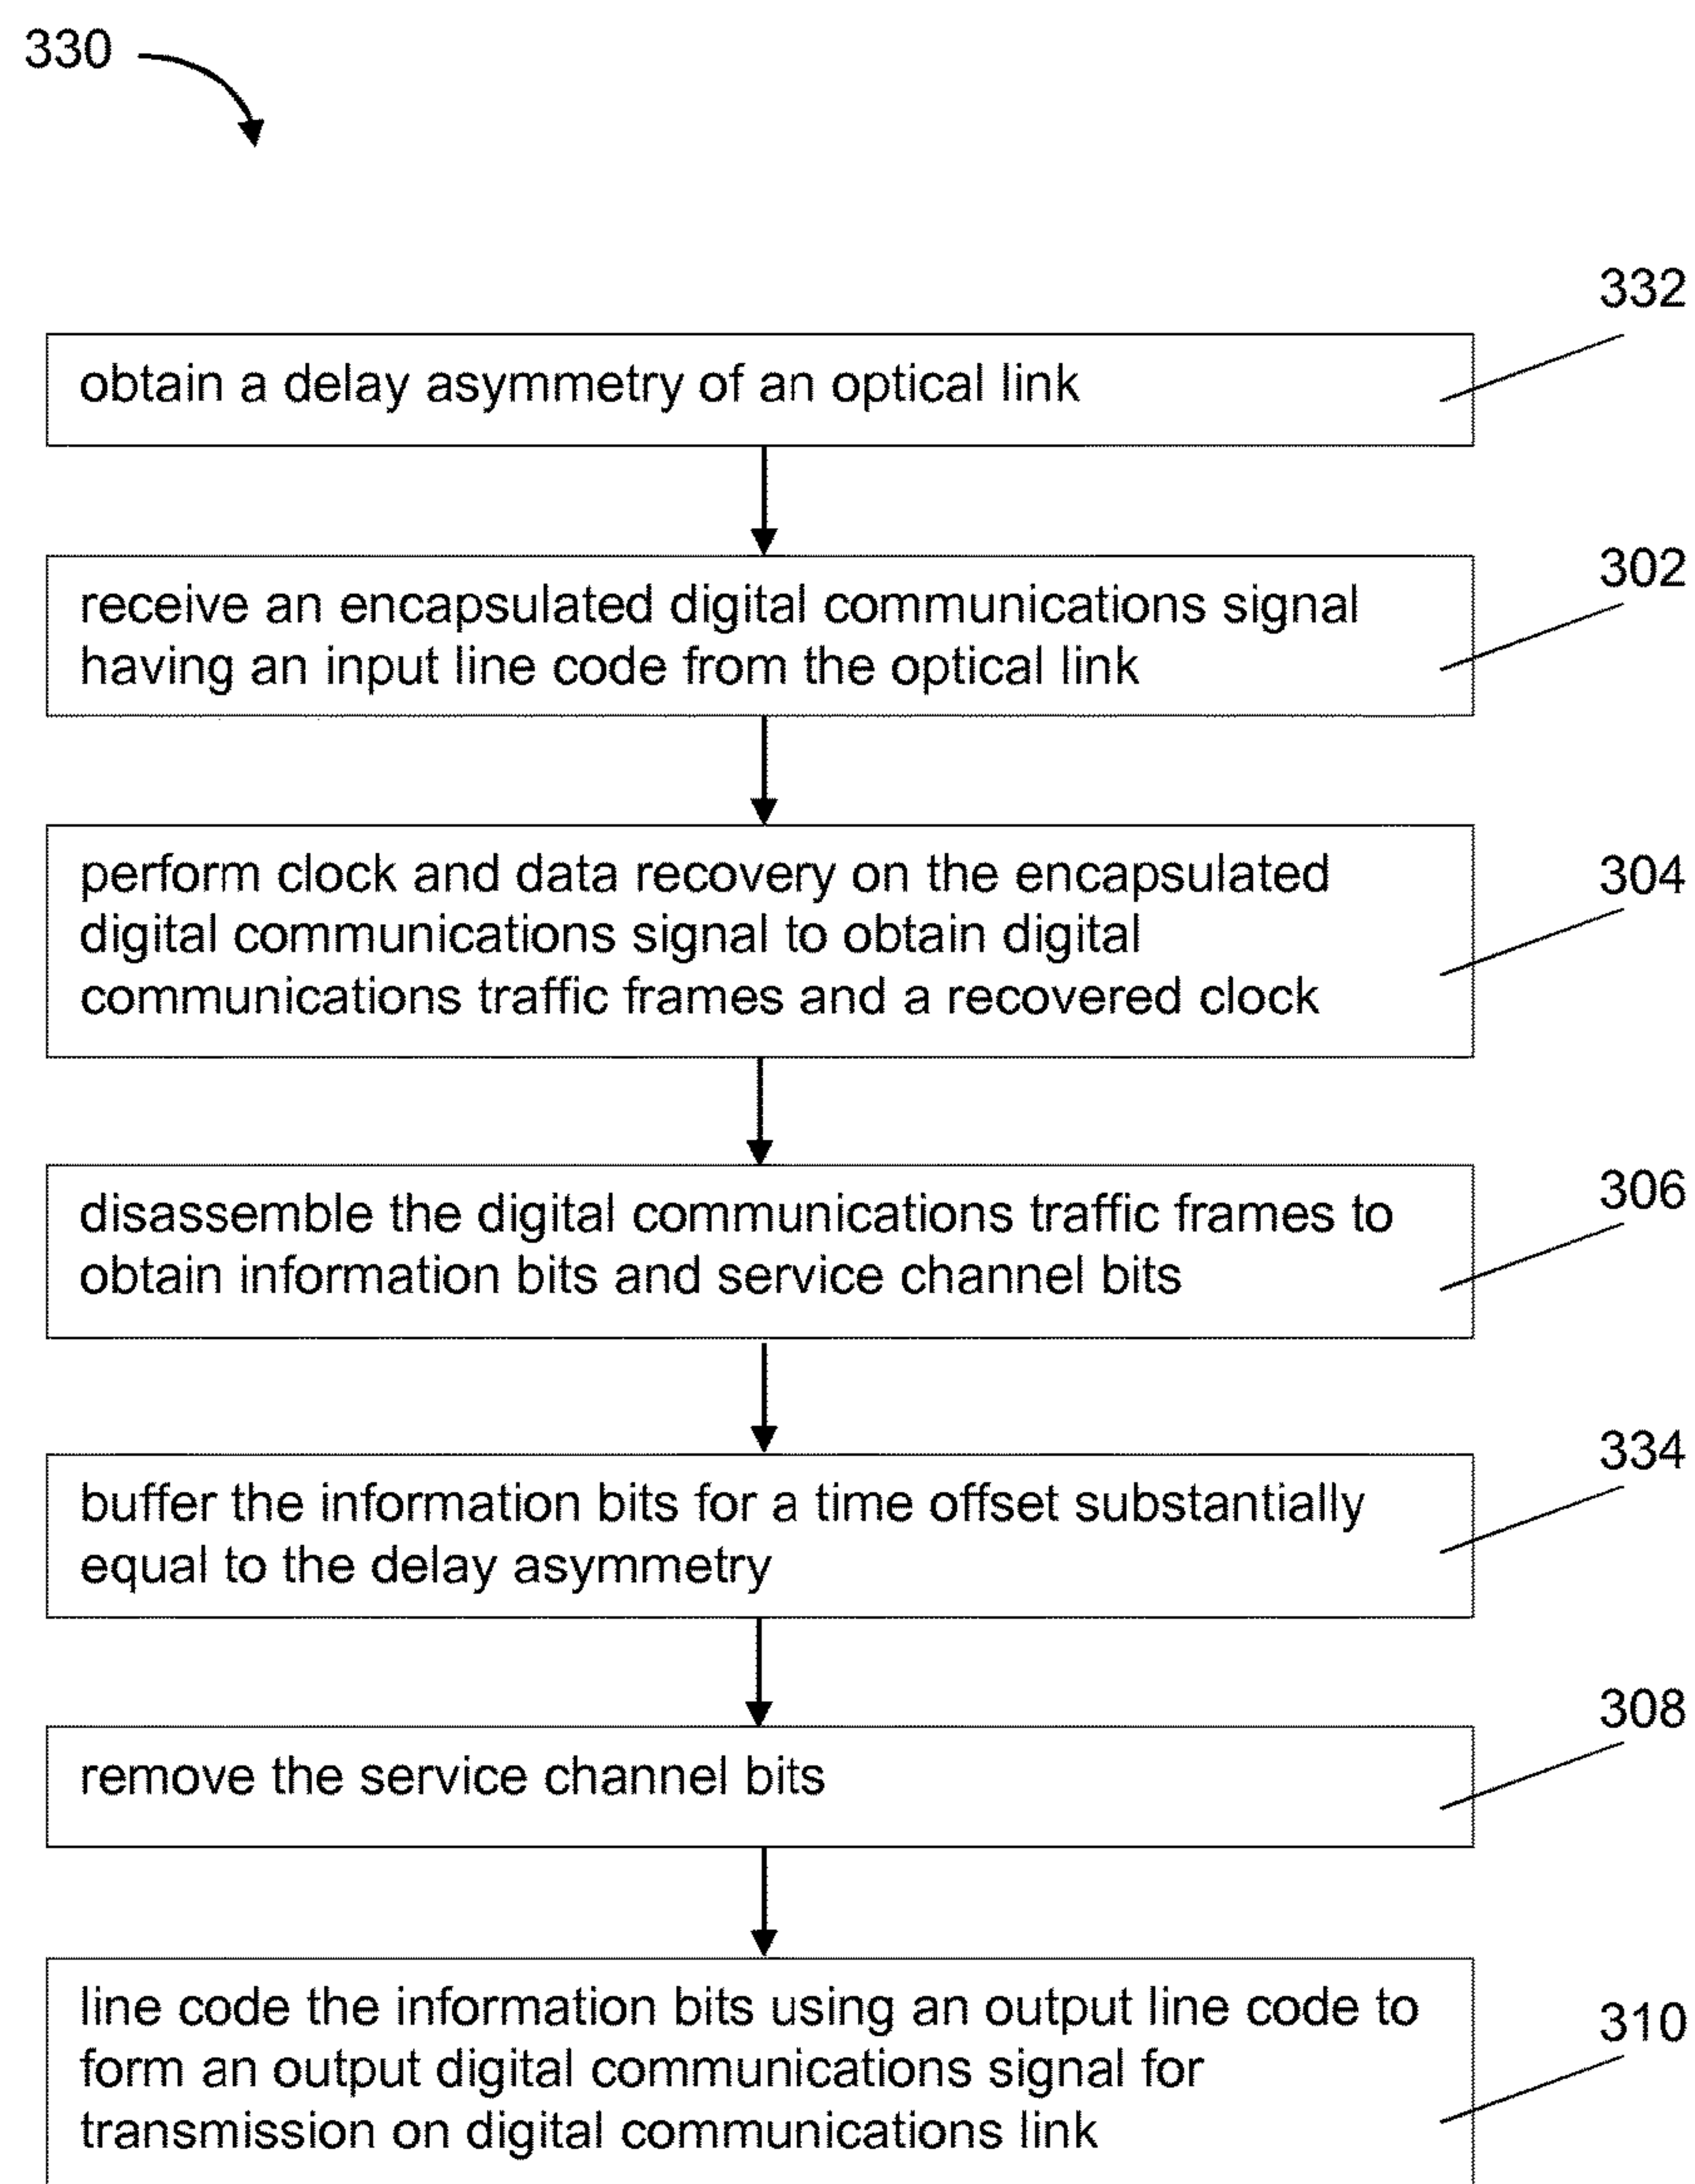 330
332
obtain a delay asymmetry of an optical link
302
receive an encapsulated digital communications signal
having an input line code from the optical link
304
perform clock and data recovery on the encapsulated
digital communications signal to obtain digital
communications traffic frames and a recovered clock
306
disassemble the digital communications traffic frames to
obtain information bits and service channel bits
334
buffer the information bits for a time offset substantially
equal to the delay asymmetry
308
remove the service channel bits
310
line code the information bits using an output line code to
form an output digital communications signal for
transmission on digital communications link